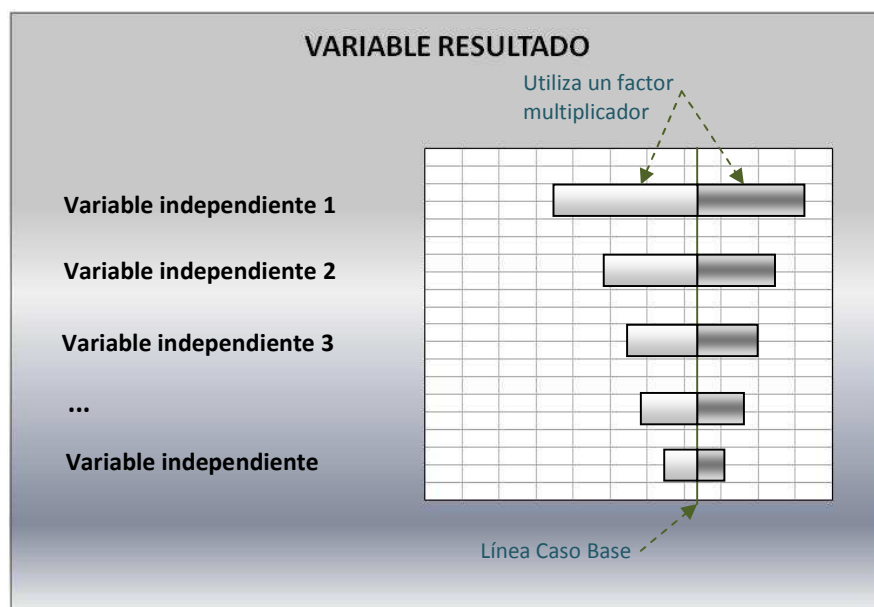 VARIABLE RESULTADO
Utiliza un factor
multiplicador
Variable independiente 1
Variable independiente 2
Variable independiente 3
...
Variable independiente
Línea Caso Base